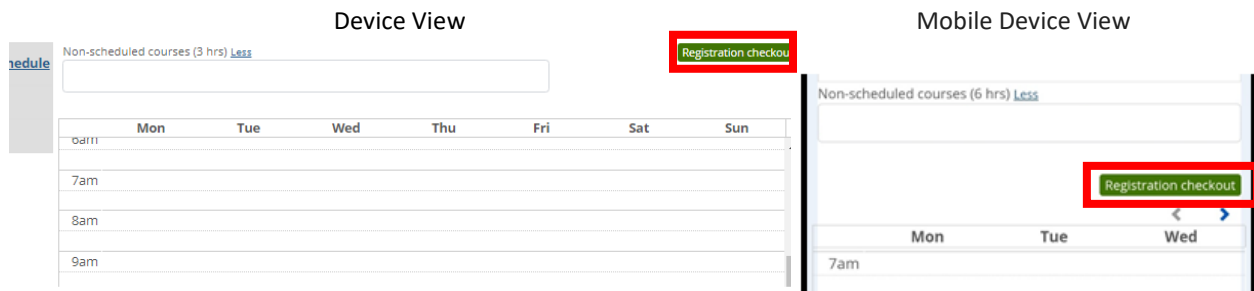 Device View
Mobile Device View
hedule
Non-scheduled courses (3 hrs) Less
Registration checkou
Mon Tue Wed Thu Fri Sat Sun
6am
7am
8am
9am
Non-scheduled courses (6 hrs) Less
Registration checkout
< >
Mon Tue Wed
7am